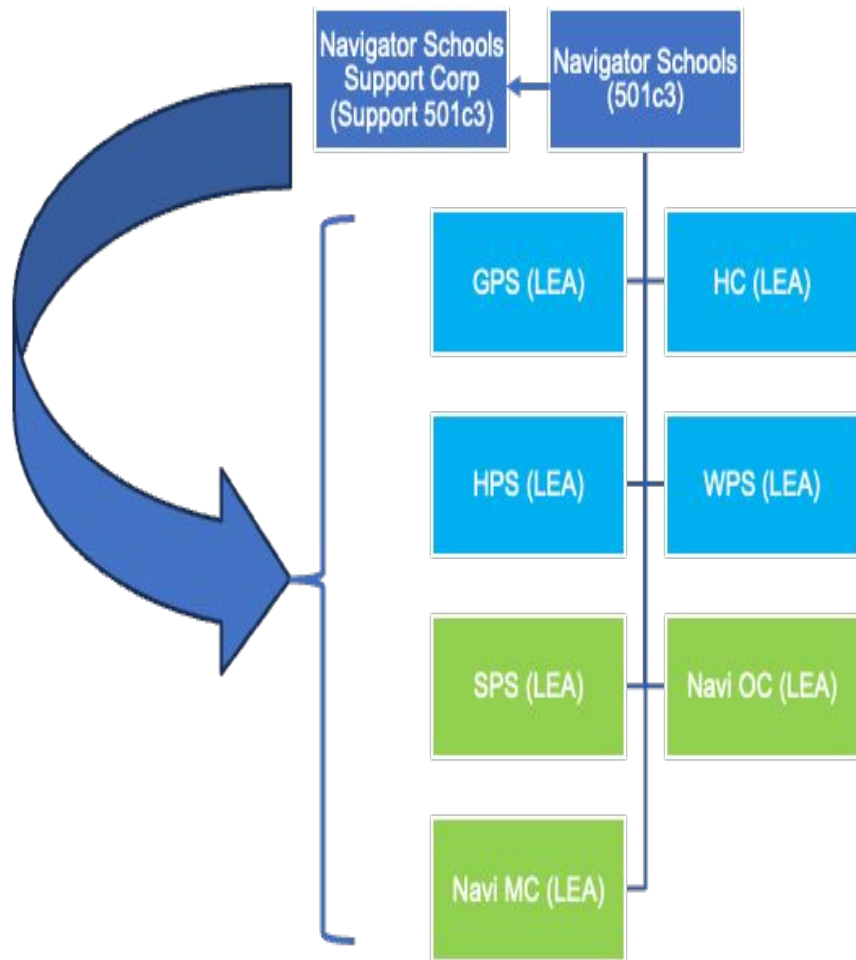 Navigator Schools
Support Corp
(Support 501c3)
Navigator Schools
(501c3)
GPS (LEA)
HC (LEA)
HPS (LEA)
WPS (LEA)
SPS (LEA)
Navi OC (LEA)
Navi MC (LEA)